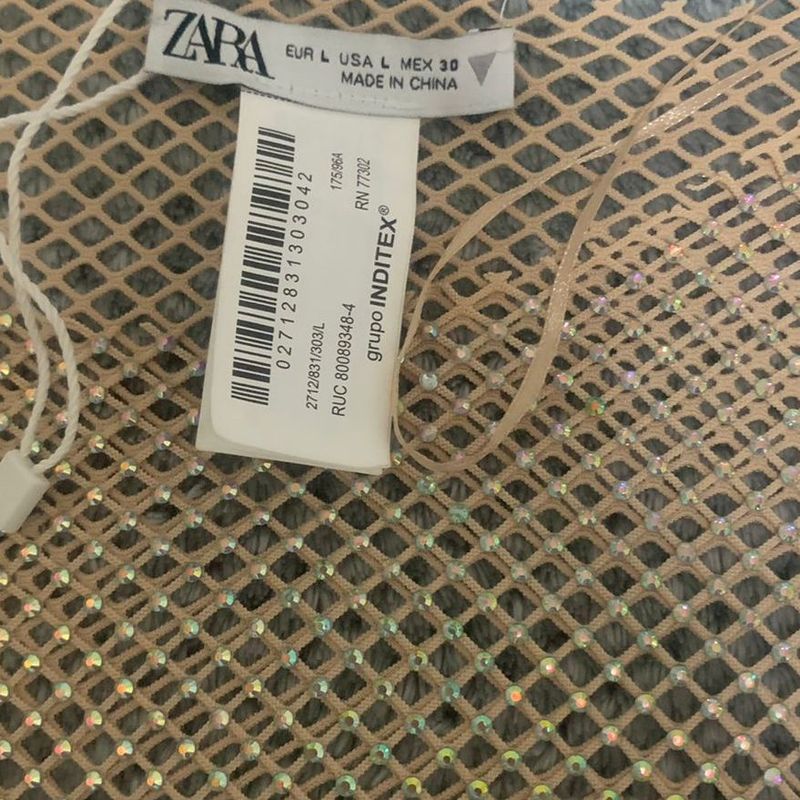 ZARA
EUR L USA L MEX 30
MADE IN CHINA
02712831303042
175/96A
RN 77302
2712/831/303/L
RUC 80089348-4
grupo INDITEX®